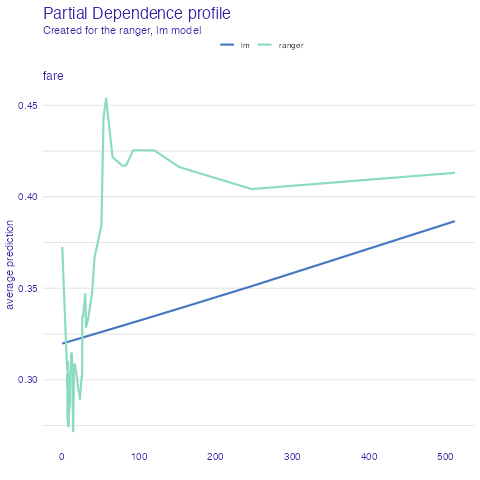 Partial Dependence profile
Created for the ranger, lm model
lm ranger
fare
0.45
0.40
0.35
0.30
average prediction
0 100 200 300 400 500